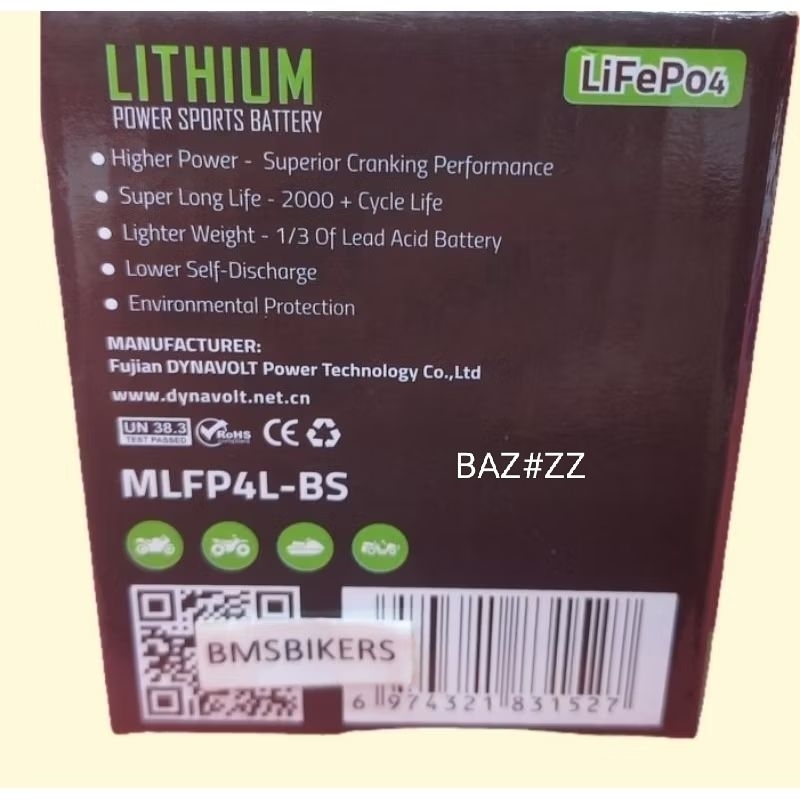 LITHIUM
LiFePo4
POWER SPORTS BATTERY
Higher Power - Superior Cranking Performance
Super Long Life - 2000 + Cycle Life
Lighter Weight - 1/3 Of Lead Acid Battery
Lower Self-Discharge
Environmental Protection
MANUFACTURER:
Fujian DYNAVOLT Power Technology Co.,Ltd
www.dynavolt.net.cn
UN 38.3
TEST PASSED
RoHS
compliant
CE
MLFP4L-BS
BAZ#ZZ
BMSBIKERS
6 974321 831527